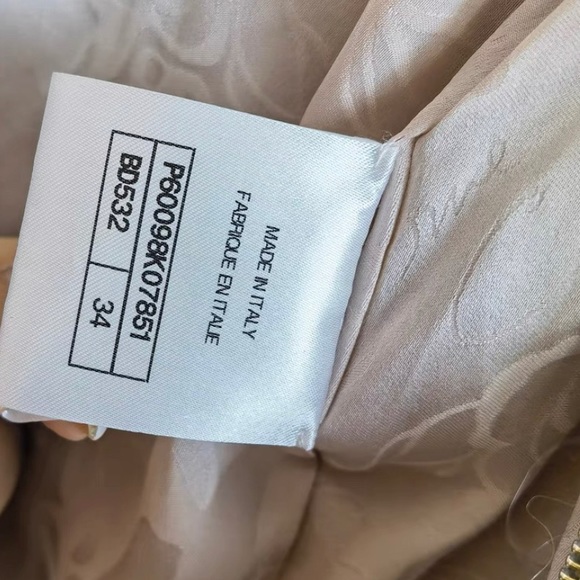 P60098K07851
BD532 34
MADE IN ITALY
FABRIQUE EN ITALIE